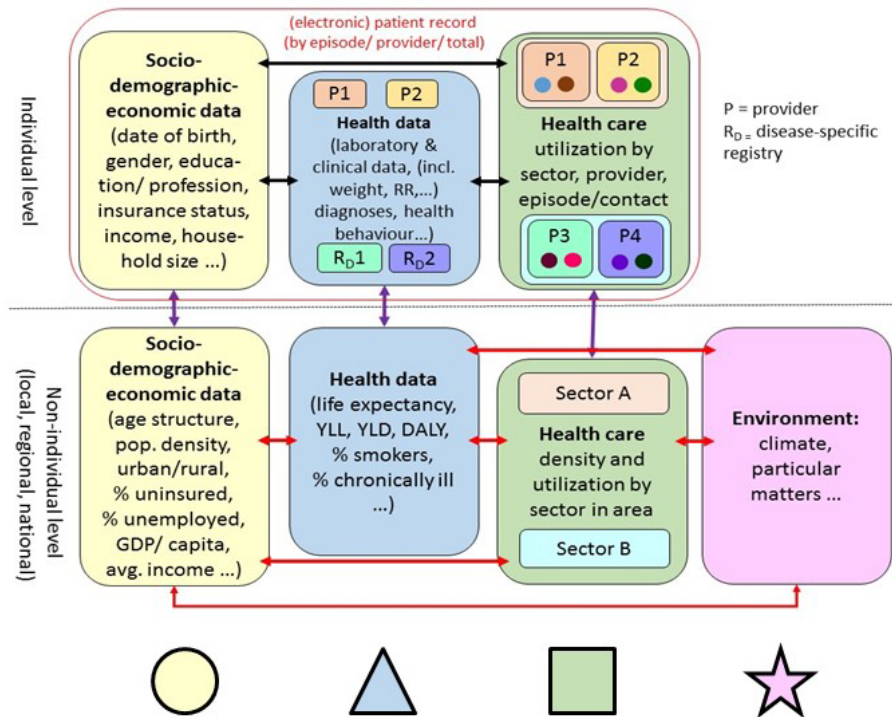 (electronic) patient record
(by episode/ provider/ total)
Individual level
Socio-
demographic-
economic data
(date of birth,
gender, educa-
tion/ profession,
insurance status,
income, house-
hold size ...)
P1
P2
Health data
(laboratory &
clinical data, (incl.
weight, RR,...)
diagnoses, health
behaviour...)
R_D1
R_D2
P1
P2
Health care
utilization by
sector, provider,
episode/contact
P3
P4
P = provider
R_D = disease-specific
registry
Non-individual level
(local, regional, national)
Socio-
demographic-
economic data
(age structure,
pop. density,
urban/rural,
% uninsured,
% unemployed,
GDP/ capita,
avg. income ...)
Health data
(life expectancy,
YLL, YLD, DALY,
% smokers,
% chronically ill
...)
Sector A
Health care
density and
utilization by
sector in area
Sector B
Environment:
climate,
particular
matters ...